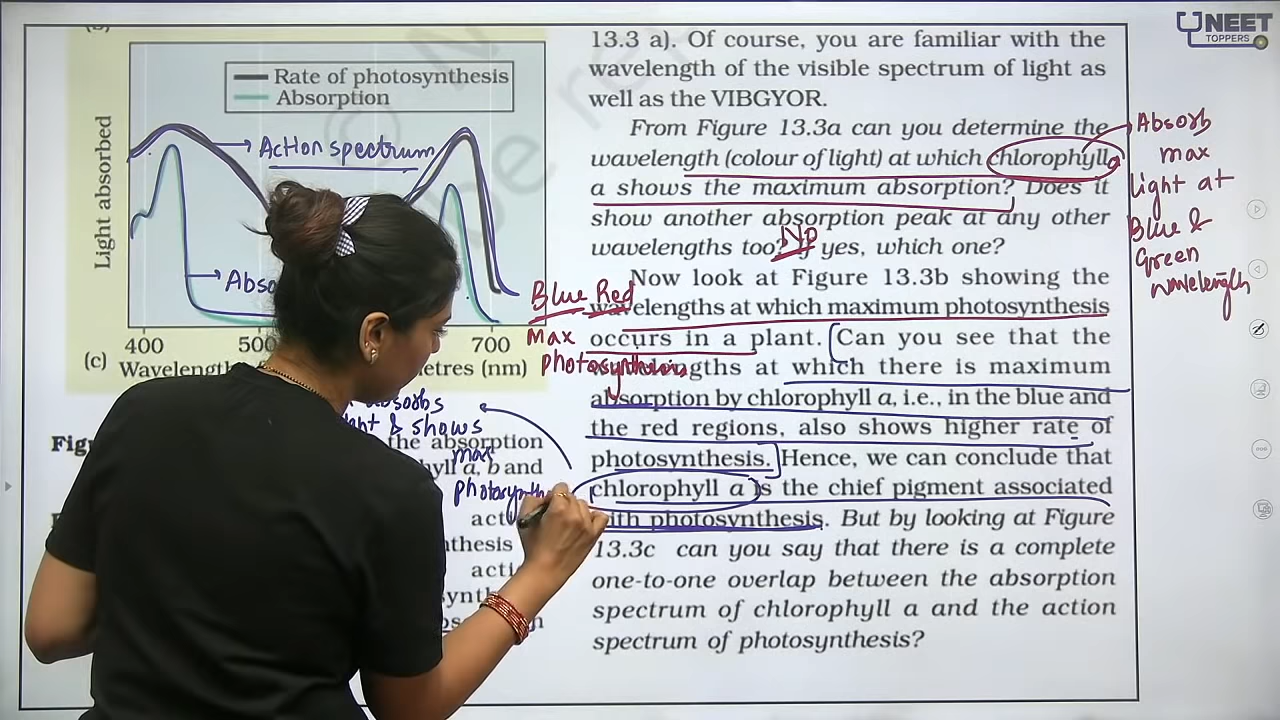 NEET
TOPPERS
Rate of photosynthesis
Absorption
Light absorbed
Action spectrum
400
500
700
(c) Wavelength
etres (nm)
absorbs
& shows
max
the absorption
a, b and
13.3 a). Of course, you are familiar with the
wavelength of the visible spectrum of light as
well as the VIBGYOR.
From Figure 13.3a can you determine the
wavelength (colour of light) at which chlorophyll a
a shows the maximum absorption? Does it
show another absorption peak at any other
wavelengths too? yes, which one?
NO
Now look at Figure 13.3b showing the
wavelengths at which maximum photosynthesis
occurs in a plant. Can you see that the
at which there is maximum
absorption by chlorophyll a, i.e., in the blue and
the red regions, also shows higher rate of
photosynthesis. Hence, we can conclude that
chlorophyll a is the chief pigment associated
with photosynthesis. But by looking at Figure
13.3c can you say that there is a complete
one-to-one overlap between the absorption
spectrum of chlorophyll a and the action
spectrum of photosynthesis?
Blue Red
Max
photosynthesis
Absorb
max
light at
Blue &
Green
wavelength